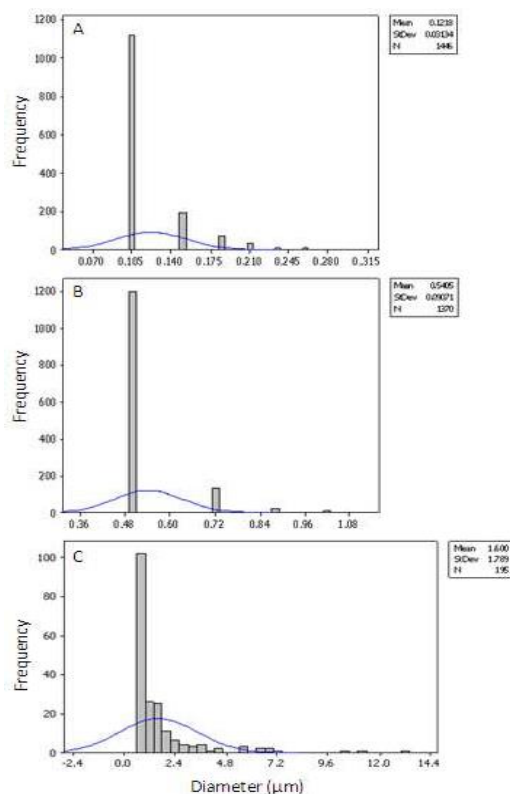 A
Frequency
1200
1000
800
600
400
200
0
0.070 0.105 0.140 0.175 0.210 0.245 0.280 0.315
Mean 0.1218
StDev 0.03134
N 1446
B
Frequency
1200
1000
800
600
400
200
0
0.36 0.48 0.60 0.72 0.84 0.96 1.08
Mean 0.5405
StDev 0.09071
N 1370
C
Frequency
100
80
60
40
20
0
-2.4 0.0 2.4 4.8 7.2 9.6 12.0 14.4
Mean 1.600
StDev 1.789
N 195
Diameter (μm)